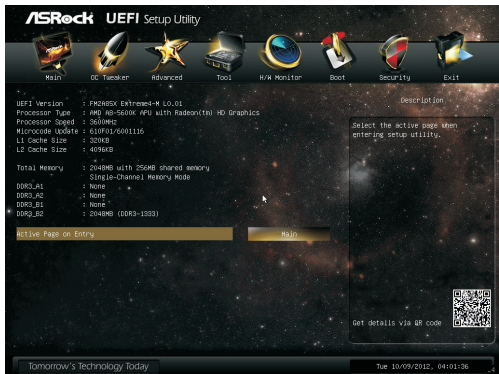 ASRock UEFI Setup Utility
Main OC Tweaker Advanced Tool H/W Monitor Boot Security Exit
UEFI Version : FM2A85X Extreme4-M L0.01
Processor Type : AMD A8-5600K APU with Radeon(tm) HD Graphics
Processor Speed : 3600MHz
Microcode Update : 610F01/6001116
L1 Cache Size : 320KB
L2 Cache Size : 4096KB
Total Memory : 2048MB with 256MB shared memory
Single-Channel Memory Mode
DDR3_A1 : None
DDR3_A2 : None
DDR3_B1 : None
DDR3_B2 : 2048MB (DDR3-1333)
Active Page on Entry Main
Description
Select the active page when
entering setup utility.
Get details via QR code
Tomorrow's Technology Today
Tue 10/09/2012, 04:01:36